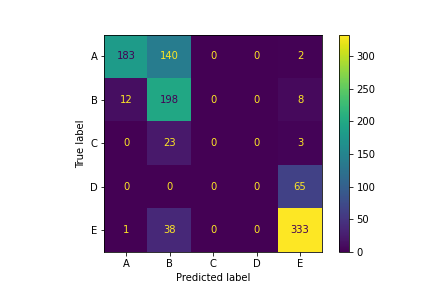 A 183 140 0 0 2
B 12 198 0 0 8
C 0 23 0 0 3
D 0 0 0 0 65
E 1 38 0 0 333
A B C D E
Predicted label
True label
300
250
200
150
100
50
0